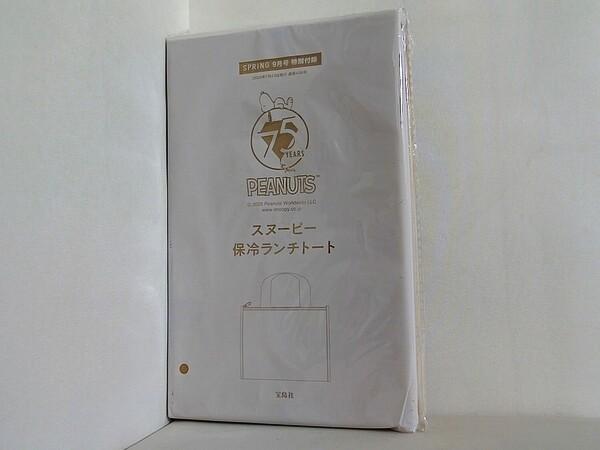 SPRiNG 9月号 特別付録
75
YEARS
PEANUTS™
© 2025 Peanuts Worldwide LLC
www.snoopy.co.jp
スヌーピー
保冷ランチトート
宝島社